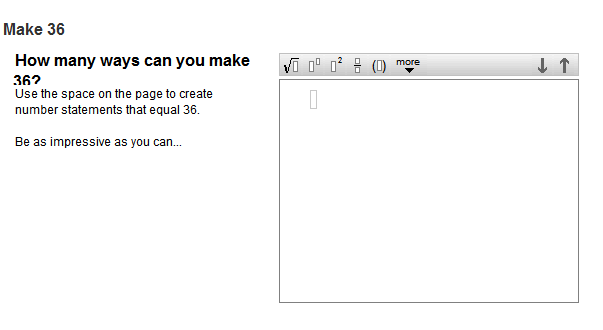 Make 36
How many ways can you make
36?
Use the space on the page to create
number statements that equal 36.
Be as impressive as you can...
√▯ ▯▯ ▯² ▯/▯ (▯) more